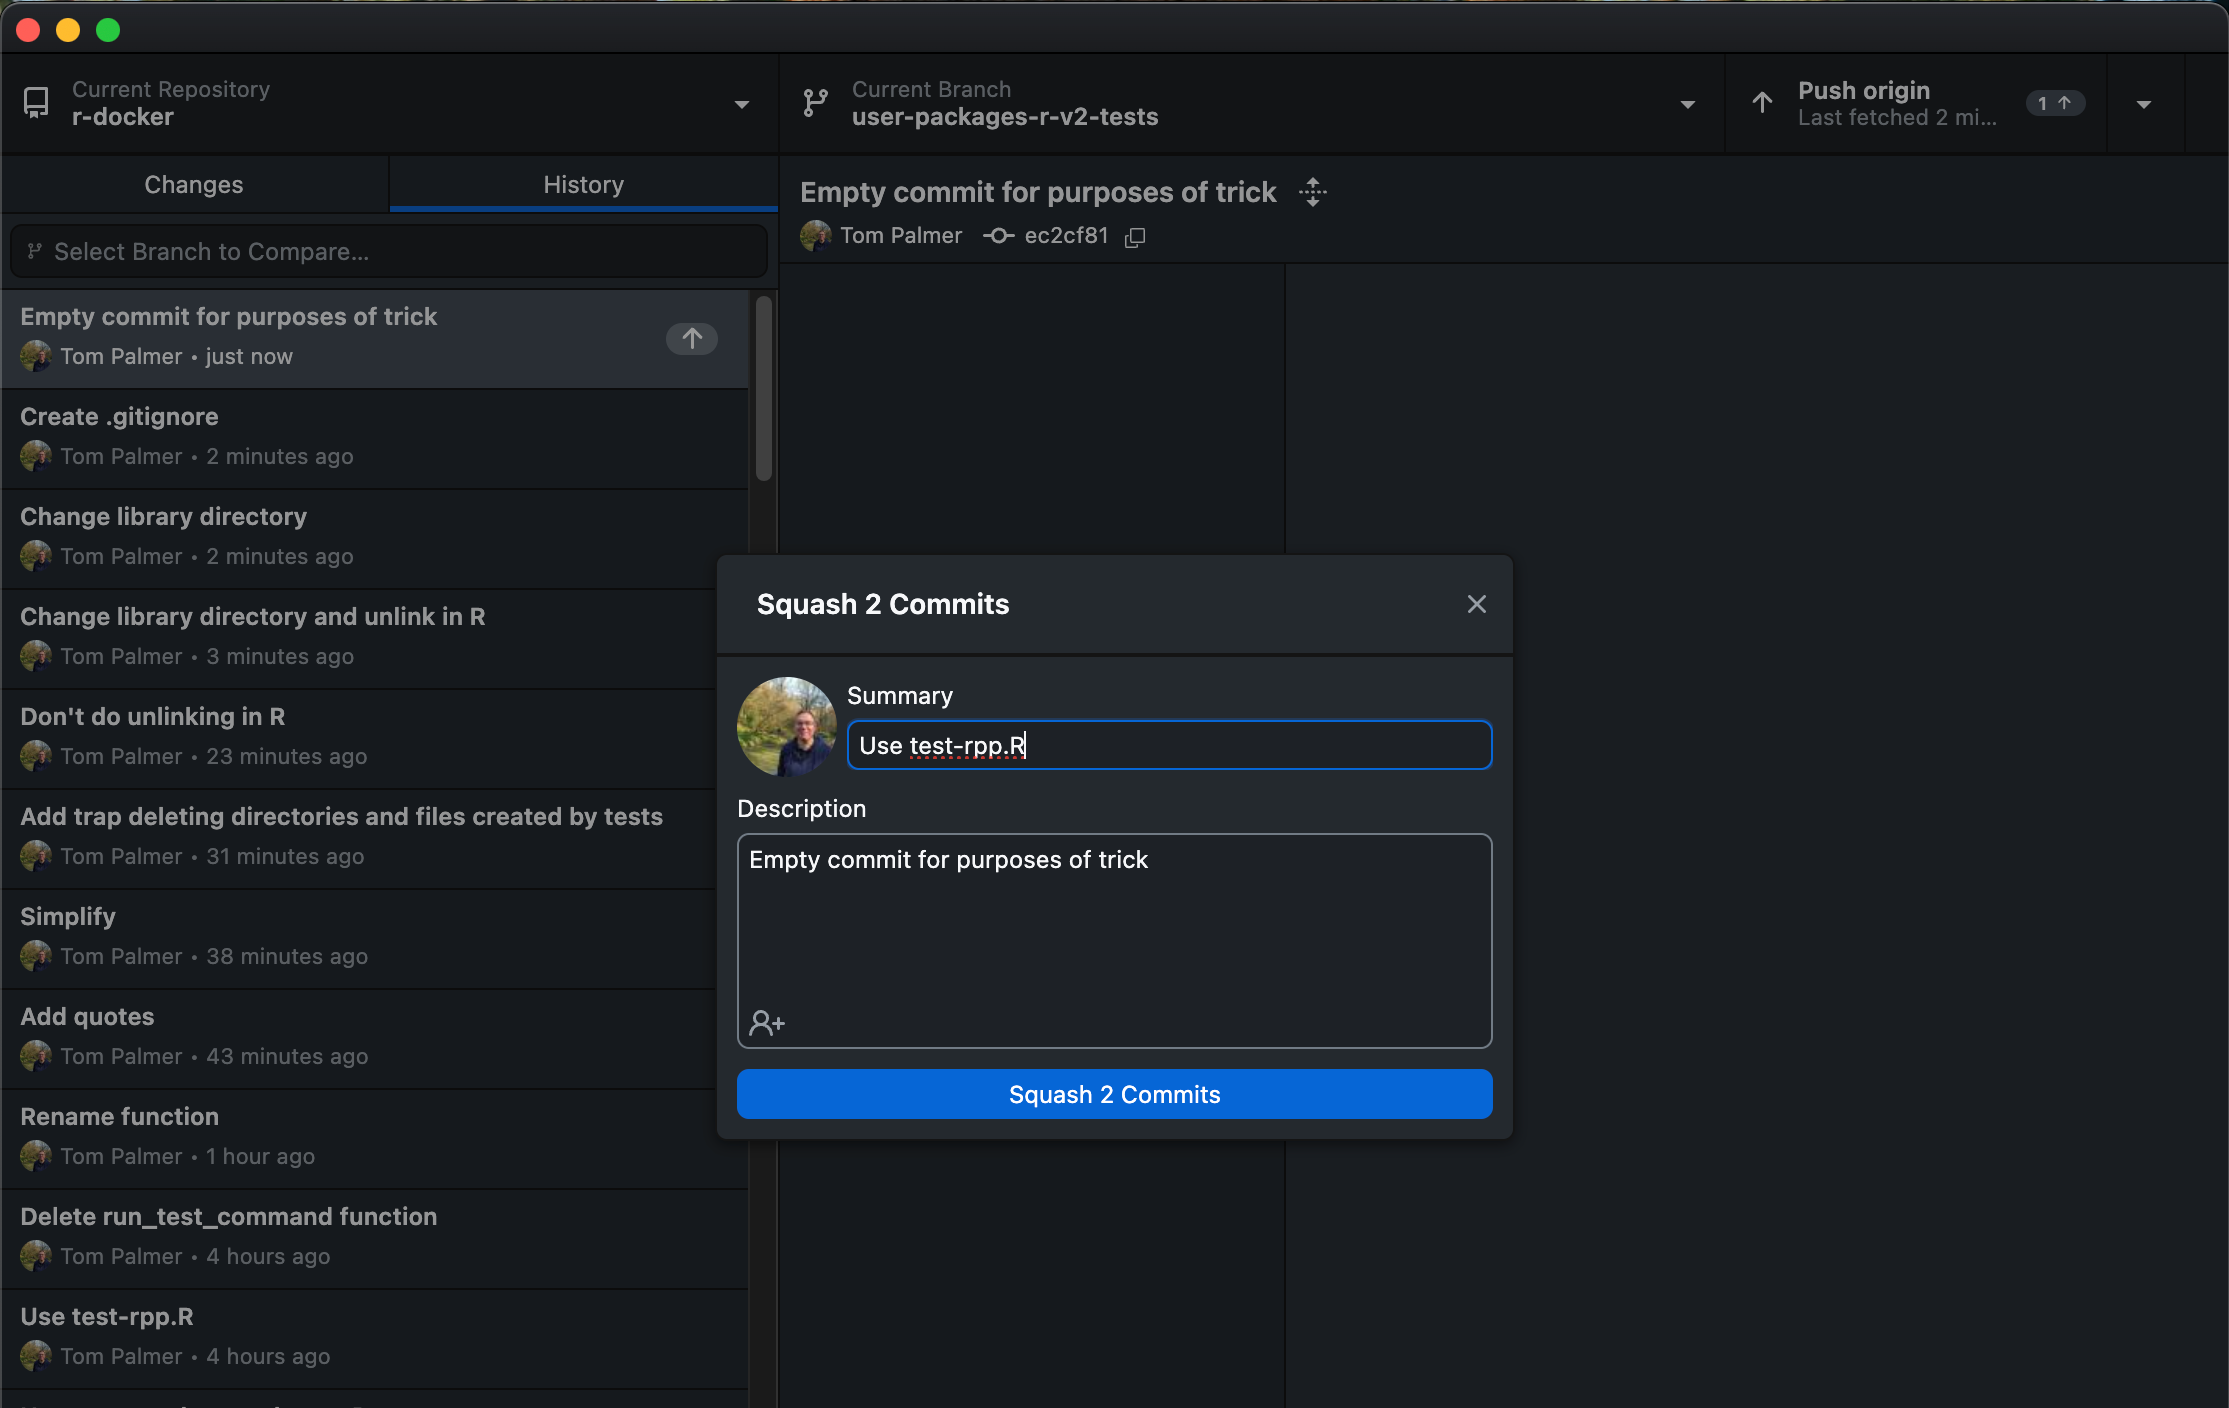 Current Repository
r-docker
Current Branch
user-packages-r-v2-tests
Push origin
Last fetched 2 mi...
1
Changes
History
Select Branch to Compare...
Empty commit for purposes of trick
Tom Palmer • just now
Create .gitignore
Tom Palmer • 2 minutes ago
Change library directory
Tom Palmer • 2 minutes ago
Change library directory and unlink in R
Tom Palmer • 3 minutes ago
Don't do unlinking in R
Tom Palmer • 23 minutes ago
Add trap deleting directories and files created by tests
Tom Palmer • 31 minutes ago
Simplify
Tom Palmer • 38 minutes ago
Add quotes
Tom Palmer • 43 minutes ago
Rename function
Tom Palmer • 1 hour ago
Delete run_test_command function
Tom Palmer • 4 hours ago
Use test-rpp.R
Tom Palmer • 4 hours ago
Empty commit for purposes of trick
Tom Palmer ec2cf81
Squash 2 Commits
Summary
Use test-rpp.R
Description
Empty commit for purposes of trick
Squash 2 Commits